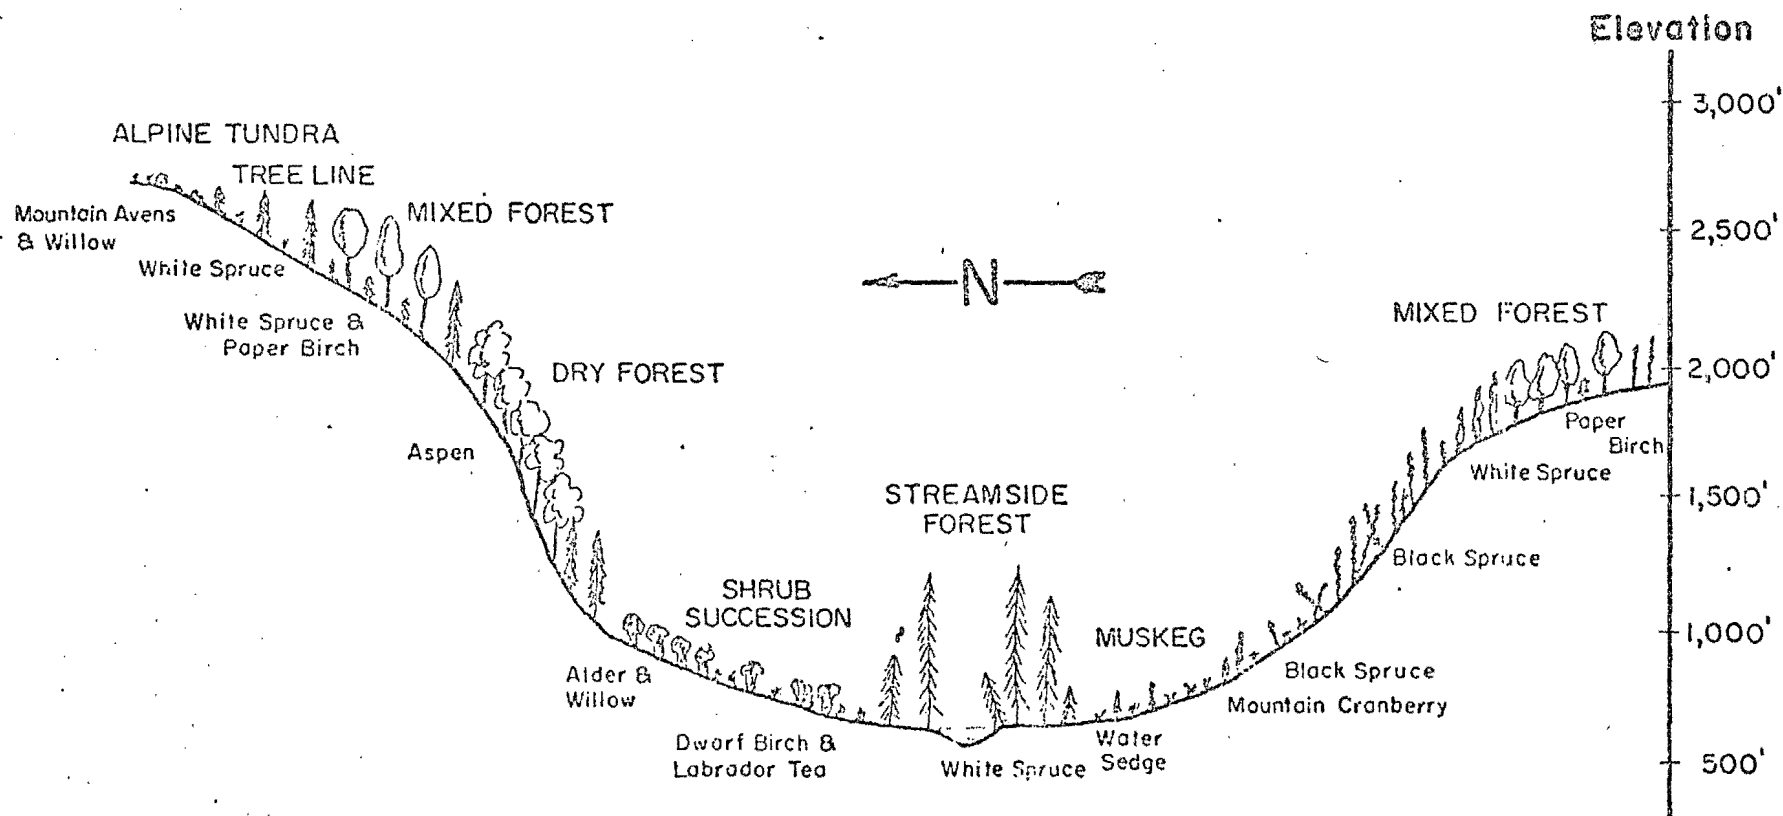 Elevation
3,000'
ALPINE TUNDRA
TREE LINE
Mountain Avens
& Willow
MIXED FOREST
2,500'
White Spruce
N
White Spruce &
Paper Birch
MIXED FOREST
DRY FOREST
2,000'
Aspen
Paper
Birch
White Spruce
STREAMSIDE
FOREST
1,500'
Black Spruce
SHRUB
SUCCESSION
MUSKEG
1,000'
Alder &
Willow
Black Spruce
Mountain Cranberry
Dwarf Birch &
Labrador Tea
White Spruce
Water
Sedge
500'